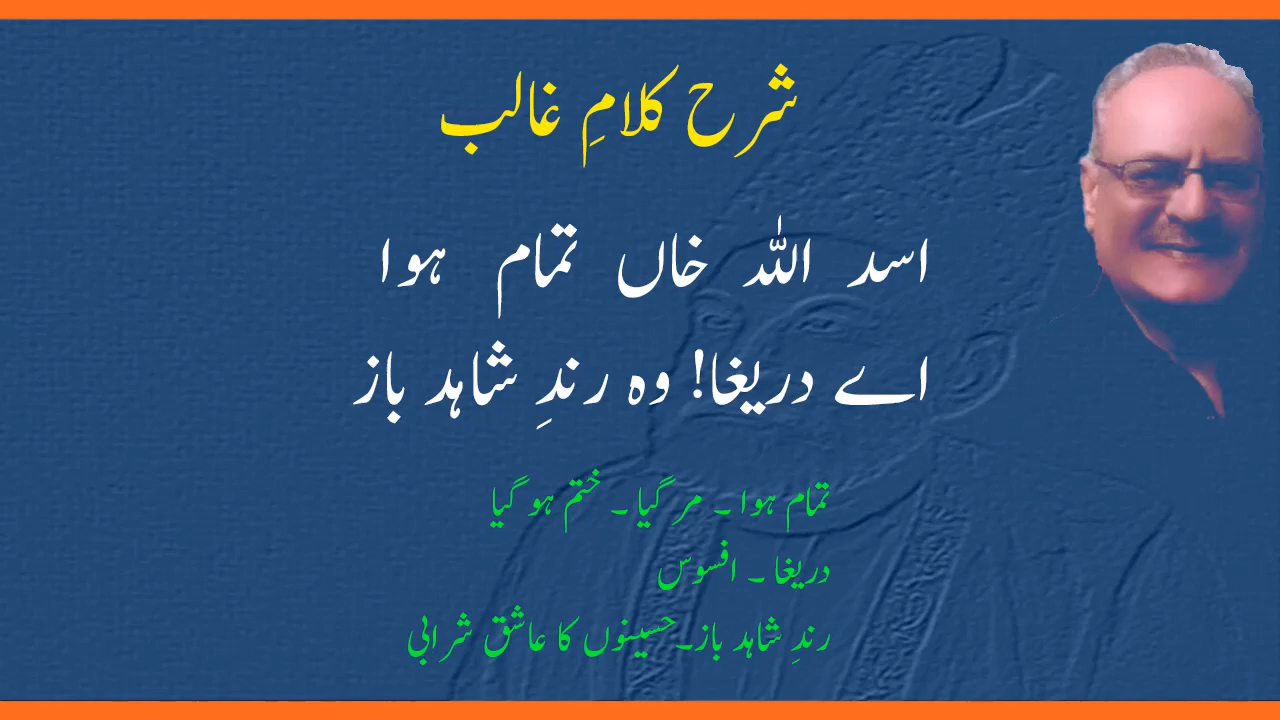 شرح کلامِ غالب
اسد اللہ خاں تمام ہوا
اے دریغا! وہ رندِ شاہد باز
تمام ہوا ۔ مر گیا ۔ ختم ہو گیا
دریغا ۔ افسوس
رندِ شاہد باز۔حسینوں کا عاشق شرابی